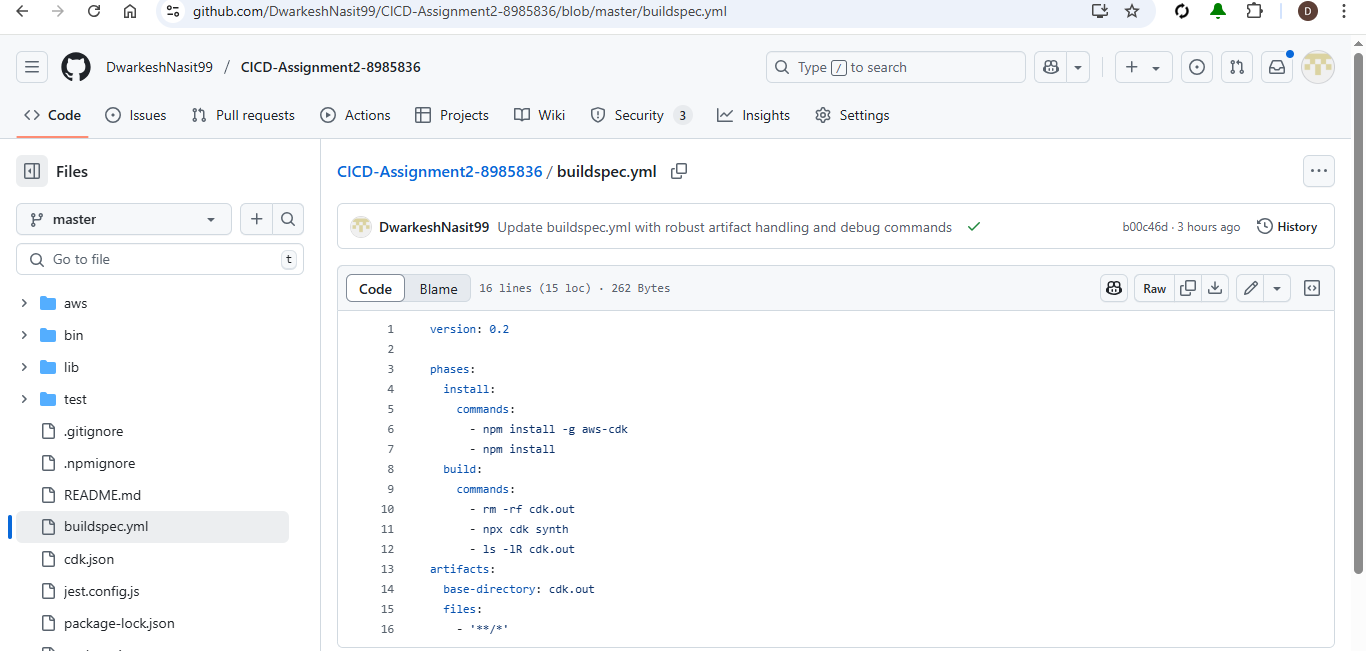 github.com/DwarkeshNasit99/CICD-Assignment2-8985836/blob/master/buildspec.yml
D
DwarkeshNasit99 / CICD-Assignment2-8985836
Type / to search
Code
Issues
Pull requests
Actions
Projects
Wiki
Security 3
Insights
Settings
Files
master
Go to file
t
aws
bin
lib
test
.gitignore
.npmignore
README.md
buildspec.yml
cdk.json
jest.config.js
package-lock.json
CICD-Assignment2-8985836 / buildspec.yml
DwarkeshNasit99 Update buildspec.yml with robust artifact handling and debug commands
b00c46d · 3 hours ago
History
Code
Blame
16 lines (15 loc) · 262 Bytes
Raw
1 version: 0.2
2
3 phases:
4   install:
5     commands:
6       - npm install -g aws-cdk
7       - npm install
8   build:
9     commands:
10       - rm -rf cdk.out
11       - npx cdk synth
12       - ls -lR cdk.out
13 artifacts:
14   base-directory: cdk.out
15   files:
16     - '**/*'